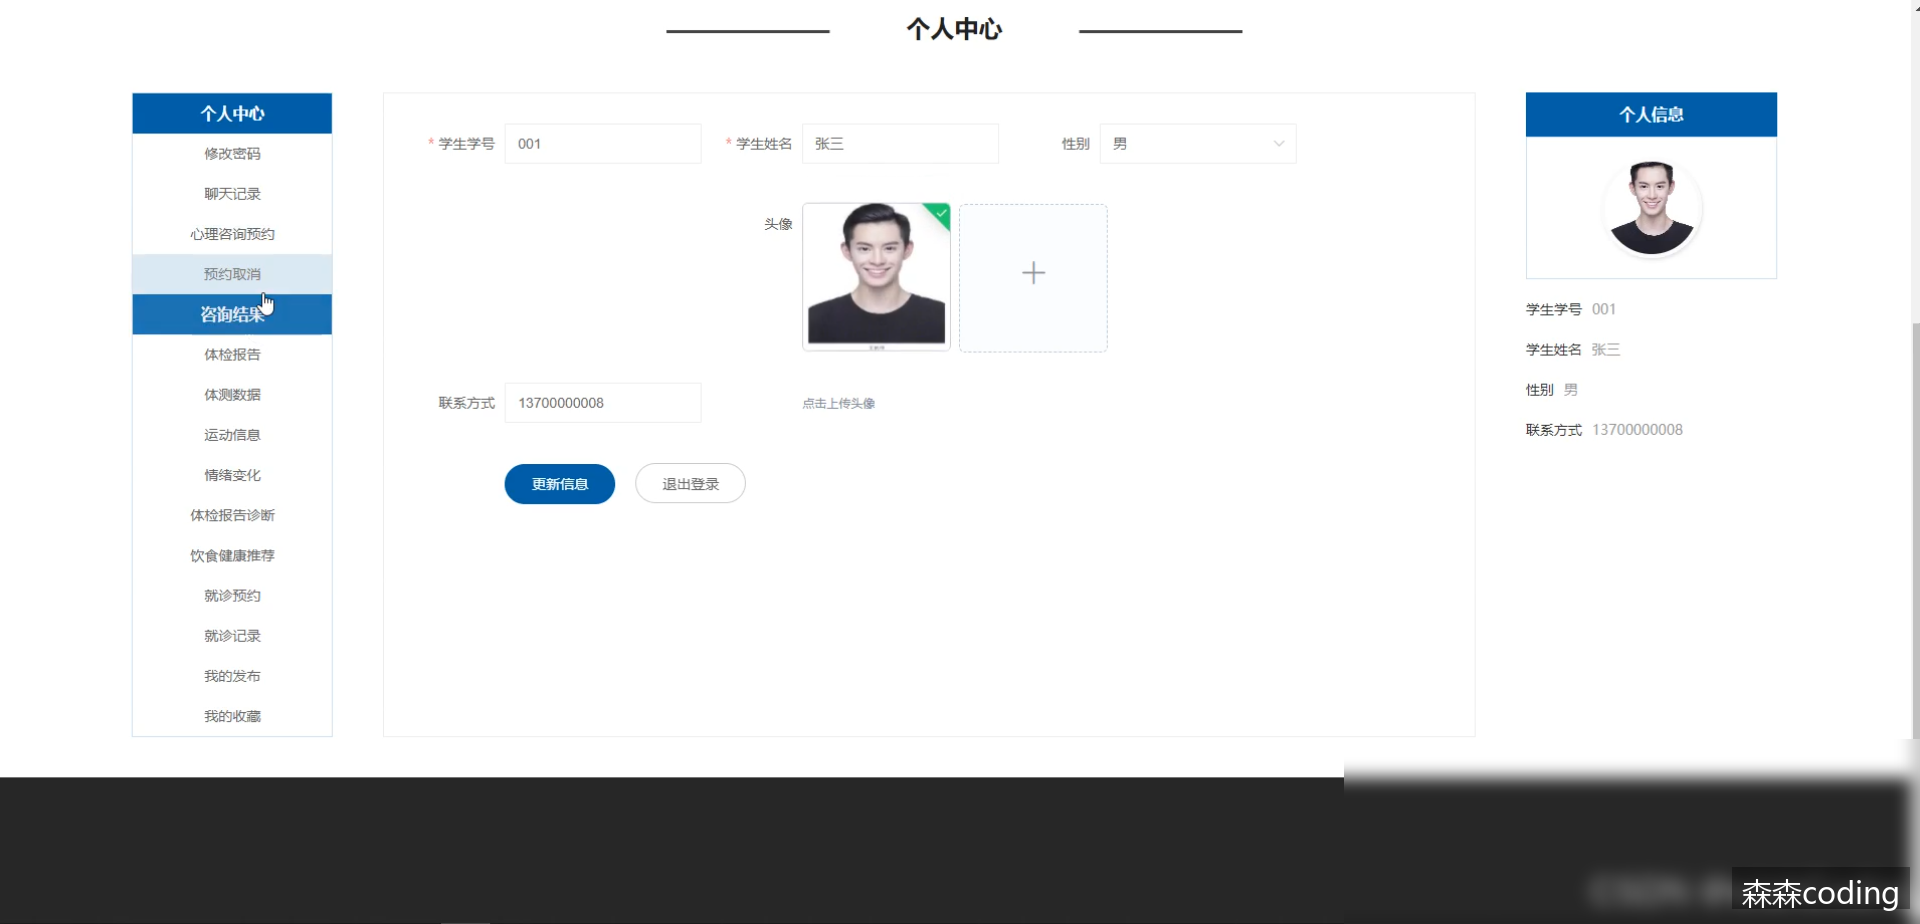 个人中心
个人中心
修改密码
聊天记录
心理咨询预约
预约取消
咨询结果
体检报告
体测数据
运动信息
情绪变化
体检报告诊断
饮食健康推荐
就诊预约
就诊记录
我的发布
我的收藏
* 学生学号 001 * 学生姓名 张三 性别 男
头像
联系方式 13700000008 点击上传头像
更新信息 退出登录
个人信息
学生学号 001
学生姓名 张三
性别 男
联系方式 13700000008
森森coding